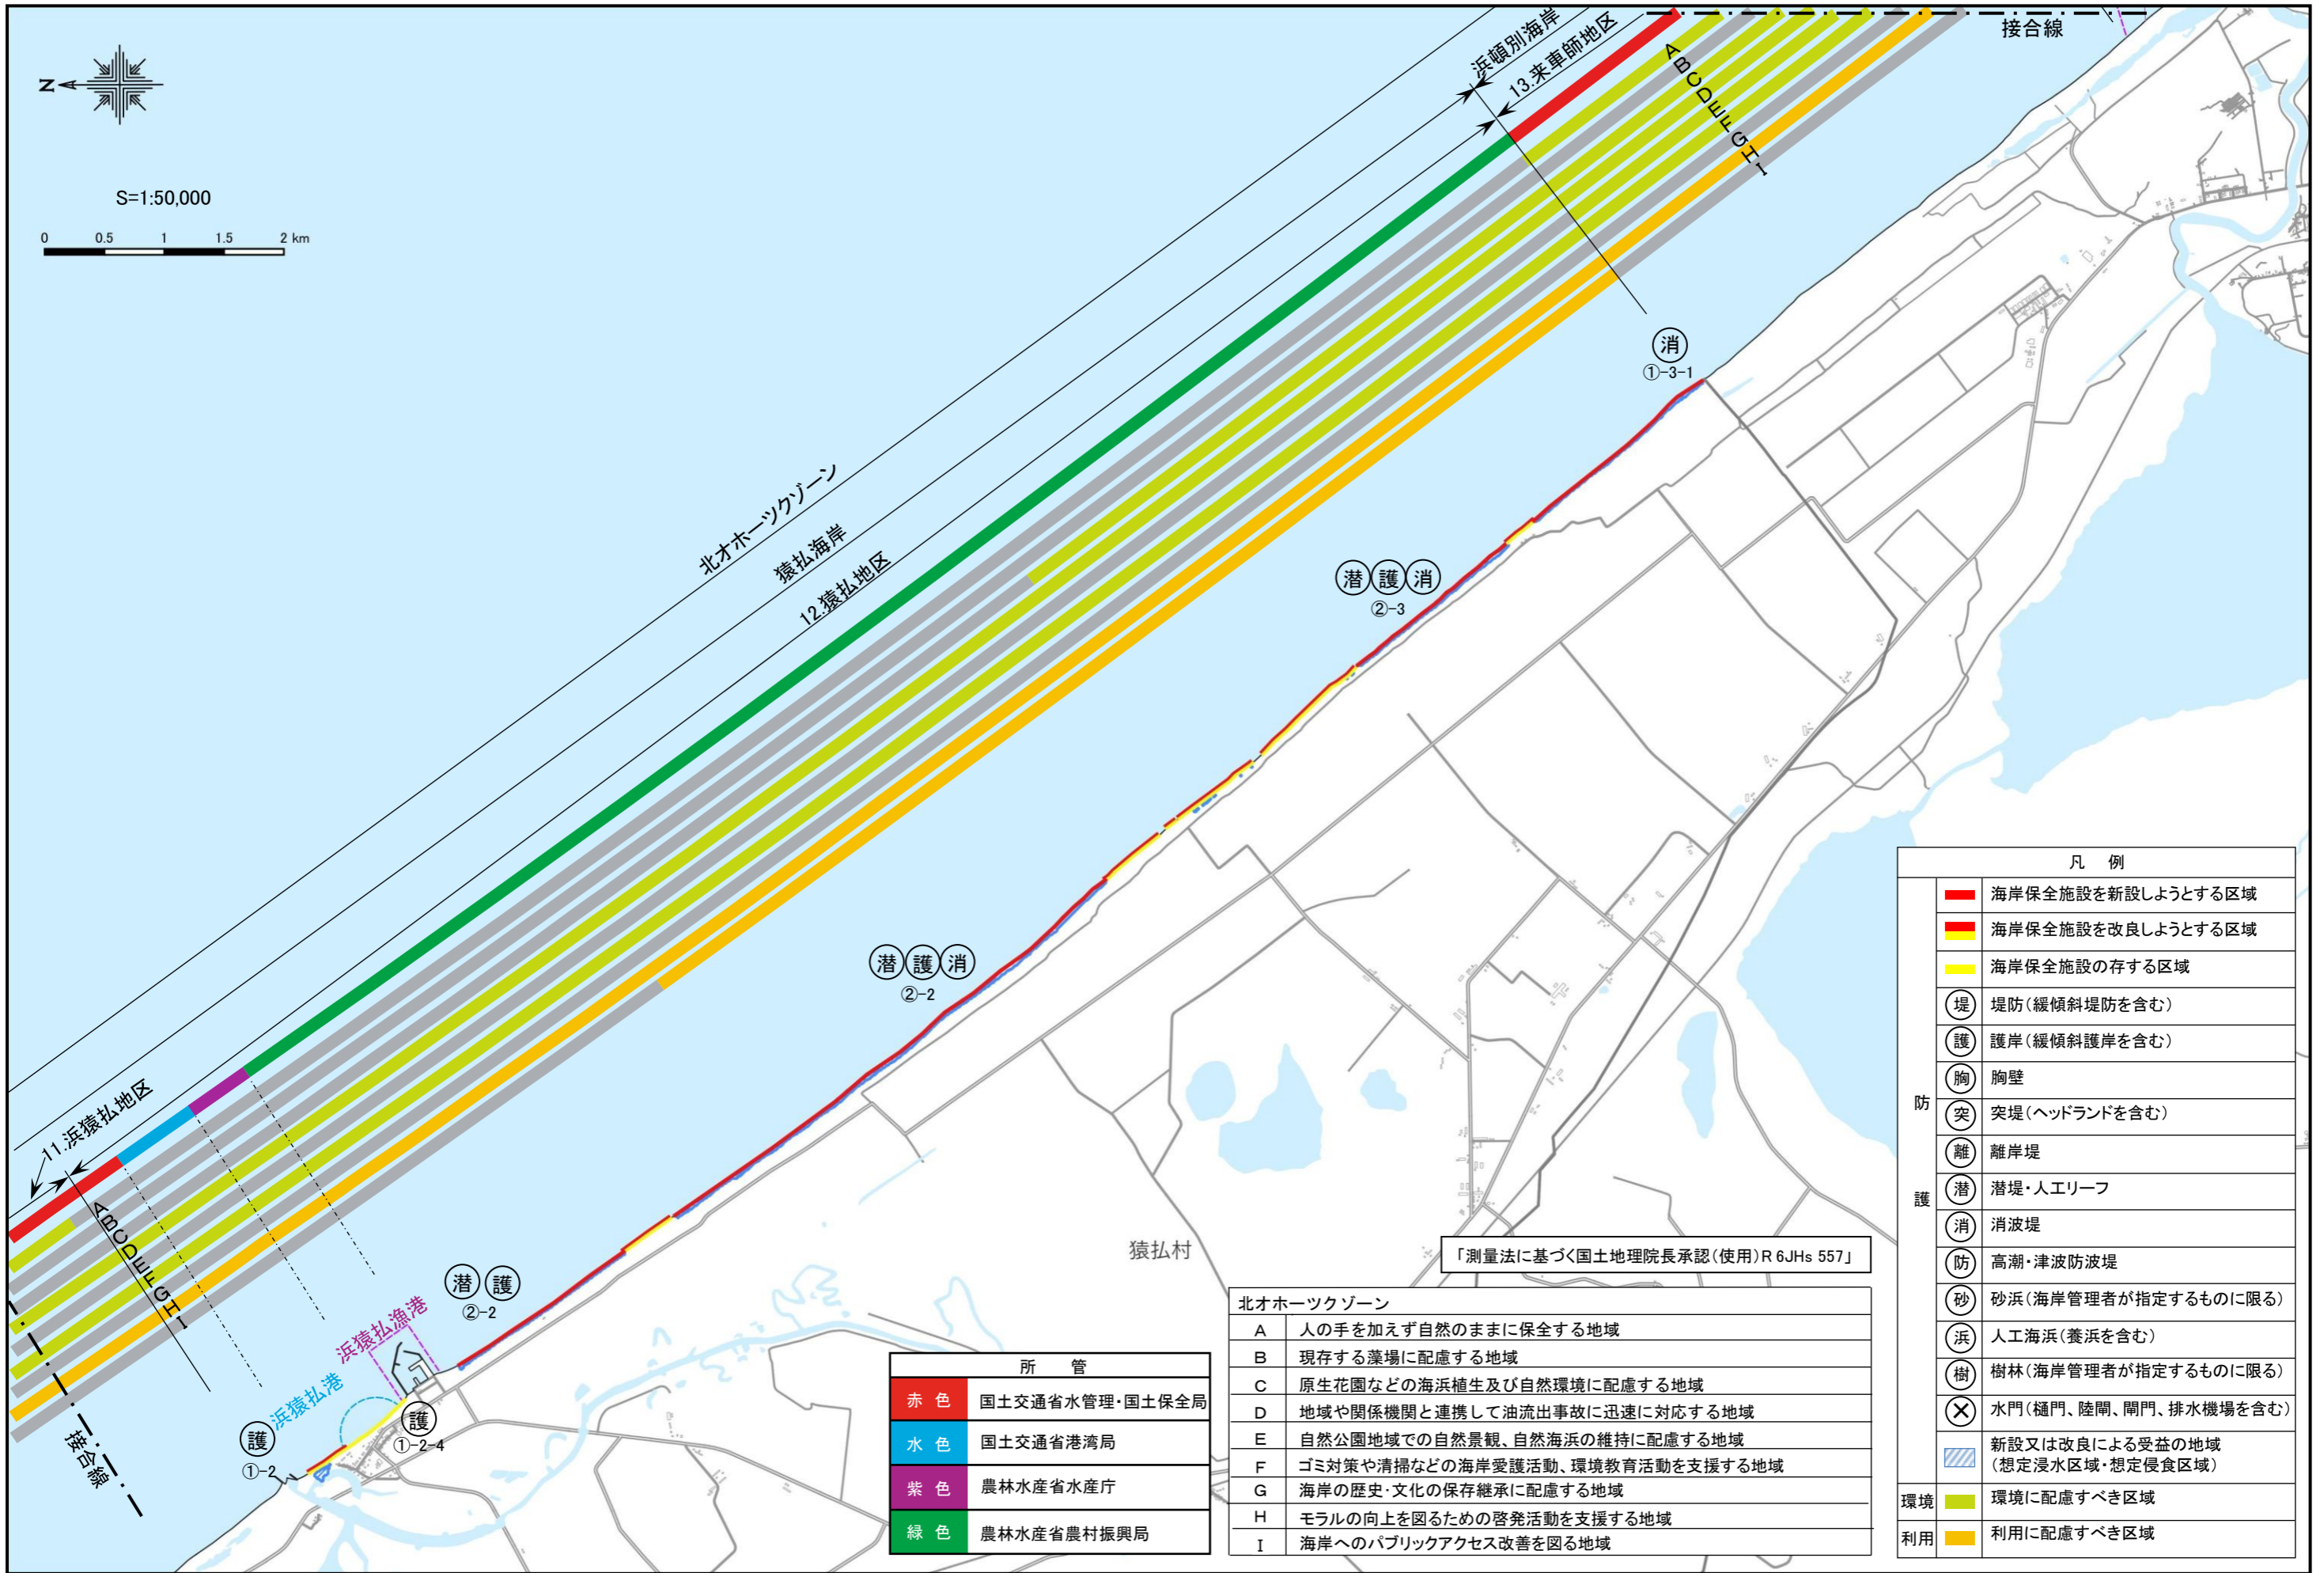 浜頓別海岸
13.来車師地区
接合線
N
S=1:50,000
0 0.5 1 1.5 2 km
A B C D E F G H I
消
①-3-1
北オホーツクゾーン
猿払海岸
12.猿払地区
潜 護 消
②-3
潜 護 消
②-2
11.浜猿払地区
A B C D E F G H I
潜 護
②-2
浜猿払漁港
浜猿払港
護
①-2-4
護
①-2
接合線
猿払村
「測量法に基づく国土地理院長承認(使用)R 6JHs 557」
所 管
赤 色 国土交通省水管理・国土保全局
水 色 国土交通省港湾局
紫 色 農林水産省水産庁
緑 色 農林水産省農村振興局
北オホーツクゾーン
A 人の手を加えず自然のままに保全する地域
B 現存する藻場に配慮する地域
C 原生花園などの海浜植生及び自然環境に配慮する地域
D 地域や関係機関と連携して油流出事故に迅速に対応する地域
E 自然公園地域での自然景観、自然海浜の維持に配慮する地域
F ゴミ対策や清掃などの海岸愛護活動、環境教育活動を支援する地域
G 海岸の歴史・文化の保存継承に配慮する地域
H モラルの向上を図るための啓発活動を支援する地域
I 海岸へのパブリックアクセス改善を図る地域
凡 例
防護
海岸保全施設を新設しようとする区域
海岸保全施設を改良しようとする区域
海岸保全施設の存する区域
堤 堤防(緩傾斜堤防を含む)
護 護岸(緩傾斜護岸を含む)
胸 胸壁
突 突堤(ヘッドランドを含む)
離 離岸堤
潜 潜堤・人工リーフ
消 消波堤
防 高潮・津波防波堤
砂 砂浜(海岸管理者が指定するものに限る)
浜 人工海浜(養浜を含む)
樹 樹林(海岸管理者が指定するものに限る)
水門(樋門、陸閘、閘門、排水機場を含む)
新設又は改良による受益の地域
(想定浸水区域・想定侵食区域)
環境 環境に配慮すべき区域
利用 利用に配慮すべき区域